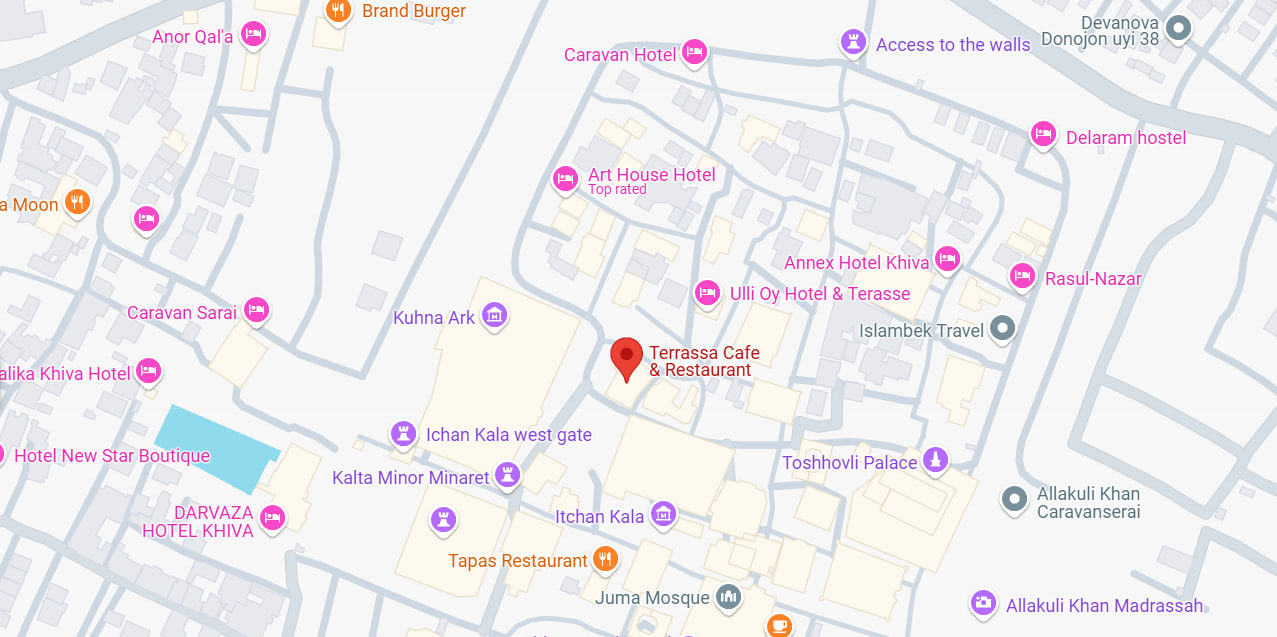 Brand Burger
Anor Qal'a
Devanova
Donojon uyi 38
Access to the walls
Caravan Hotel
Delaram hostel
Art House Hotel
Top rated
a Moon
Annex Hotel Khiva
Rasul-Nazar
Ulli Oy Hotel & Terasse
Caravan Sarai
Kuhna Ark
Islambek Travel
Terrassa Cafe
& Restaurant
alika Khiva Hotel
Ichan Kala west gate
Hotel New Star Boutique
Toshhovli Palace
Kalta Minor Minaret
Allakuli Khan
Caravanserai
DARVAZA
HOTEL KHIVA
Itchan Kala
Tapas Restaurant
Juma Mosque
Allakuli Khan Madrassah